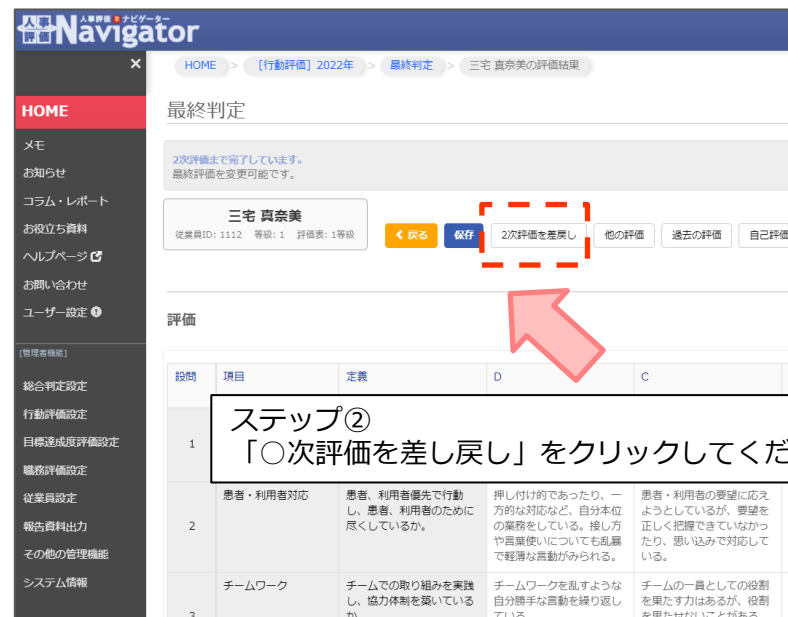 人事評価ナビゲーター
人事評価Navigator
×
HOME > [行動評価] 2022年 > 最終判定 > 三宅 真奈美の評価結果
HOME
メモ
お知らせ
コラム・レポート
お役立ち資料
ヘルプページ
お問い合わせ
ユーザー設定
[管理者機能]
総合判定設定
行動評価設定
目標達成度評価設定
職務評価設定
従業員設定
報告資料出力
その他の管理機能
システム情報
最終判定
2次評価まで完了しています。
最終評価を変更可能です。
三宅 真奈美
従業員ID: 1112 等級: 1 評価表: 1等級
戻る 保存 2次評価を差戻し 他の評価 過去の評価 自己評価
評価
設問 項目 定義 D C
1
ステップ②
「○次評価を差し戻し」をクリックしてくだ
2
患者・利用者対応
患者、利用者優先で行動
し、患者、利用者のために
尽くしているか。
押し付け的であったり、一
方的な対応など、自分本位
の業務をしている。接し方
や言葉使いについても乱暴
で軽薄な言動がみられる。
患者・利用者の要望に応え
ようとしているが、要望を
正しく把握できていなかっ
たり、思い込みで対応して
いる。
3
チームワーク
チームでの取り組みを実践
し、協力体制を築いている
か。
チームワークを乱すような
自分勝手な言動を繰り返し
ている。
チームの一員としての役割
を果たす力はあるが、役割
を果たせないことがある。